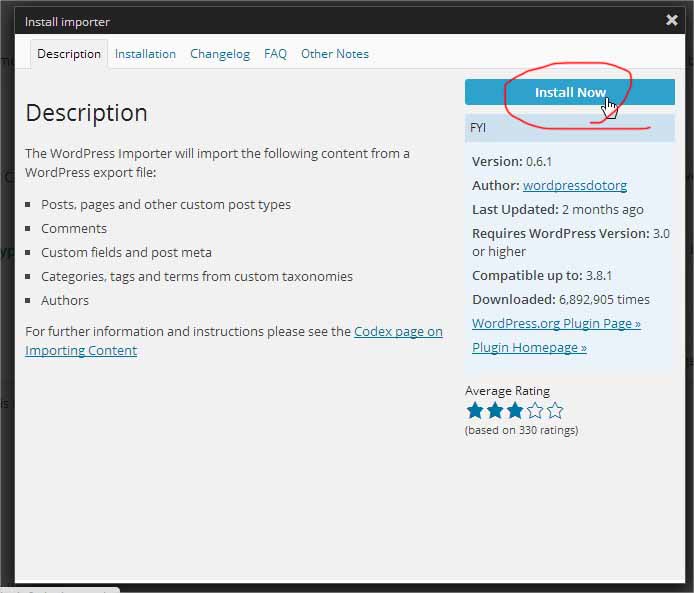 Install importer
Description Installation Changelog FAQ Other Notes
Description
The WordPress Importer will import the following content from a
WordPress export file:
Posts, pages and other custom post types
Comments
Custom fields and post meta
Categories, tags and terms from custom taxonomies
Authors
For further information and instructions please see the Codex page on
Importing Content
Install Now
FYI
Version: 0.6.1
Author: wordpressdotorg
Last Updated: 2 months ago
Requires WordPress Version: 3.0
or higher
Compatible up to: 3.8.1
Downloaded: 6,892,905 times
WordPress.org Plugin Page »
Plugin Homepage »
Average Rating
(based on 330 ratings)